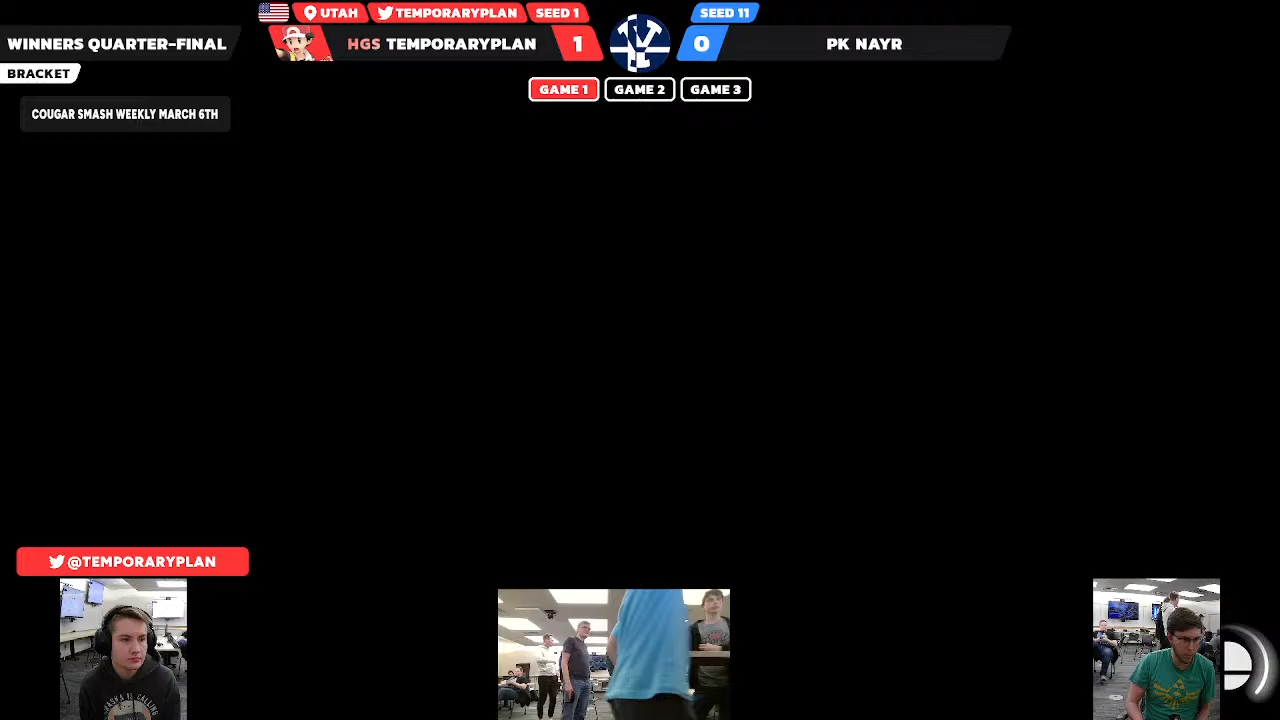 UTAH
TEMPORARYPLAN
SEED 1
SEED 11
WINNERS QUARTER-FINAL
HGS TEMPORARYPLAN
1
0
PK NAYR
BRACKET
GAME 1
GAME 2
GAME 3
COUGAR SMASH WEEKLY MARCH 6TH
@TEMPORARYPLAN